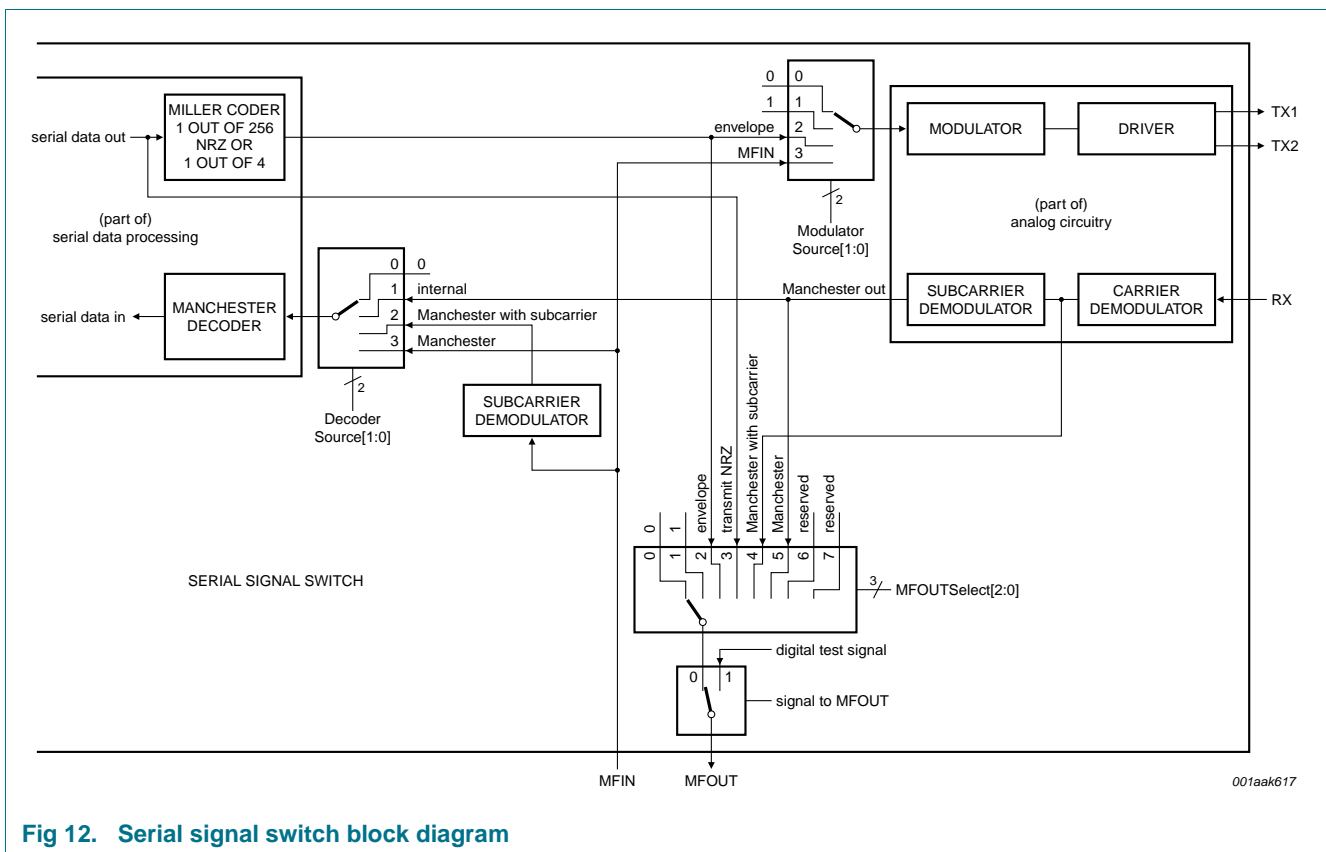 serial data out
MILLER CODER
1 OUT OF 256
NRZ OR
1 OUT OF 4
(part of)
serial data processing
serial data in
MANCHESTER
DECODER
0 0
1 internal
2 Manchester with subcarrier
3 Manchester
2
Decoder
Source[1:0]
SUBCARRIER
DEMODULATOR
0 0
1 1
envelope 2
MFIN 3
2
Modulator
Source[1:0]
MODULATOR
DRIVER
TX1
TX2
(part of)
analog circuitry
Manchester out
SUBCARRIER
DEMODULATOR
CARRIER
DEMODULATOR
RX
0 0
1 1
envelope 2
transmit NRZ 3
Manchester with subcarrier 4
Manchester 5
reserved 6
reserved 7
3
MFOUTSelect[2:0]
SERIAL SIGNAL SWITCH
digital test signal
0 1
signal to MFOUT
MFIN
MFOUT
001aak617
Fig 12. Serial signal switch block diagram